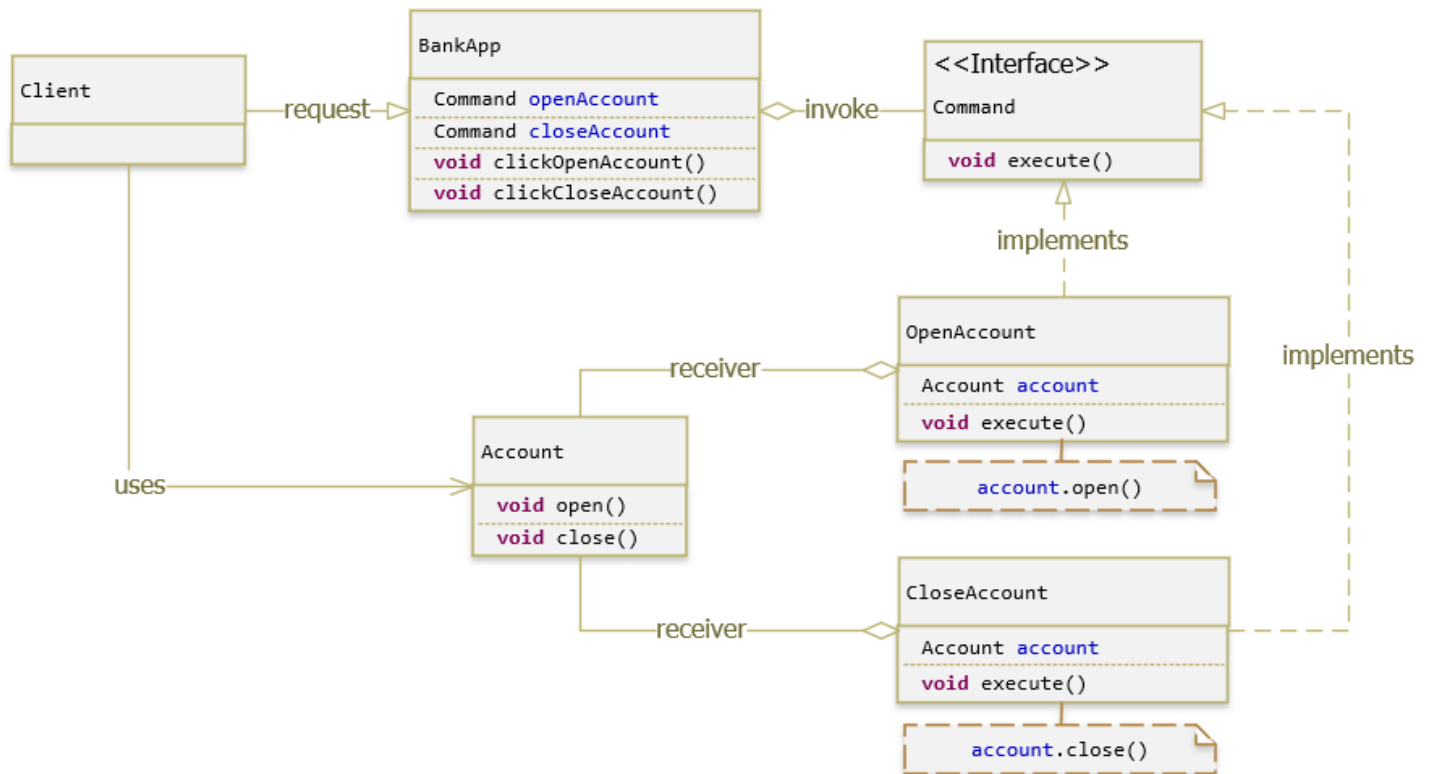 Client
request
BankApp
Command openAccount
Command closeAccount
void clickOpenAccount()
void clickCloseAccount()
invoke
<<Interface>>
Command
void execute()
implements
implements
OpenAccount
Account account
void execute()
account.open()
receiver
uses
Account
void open()
void close()
receiver
CloseAccount
Account account
void execute()
account.close()